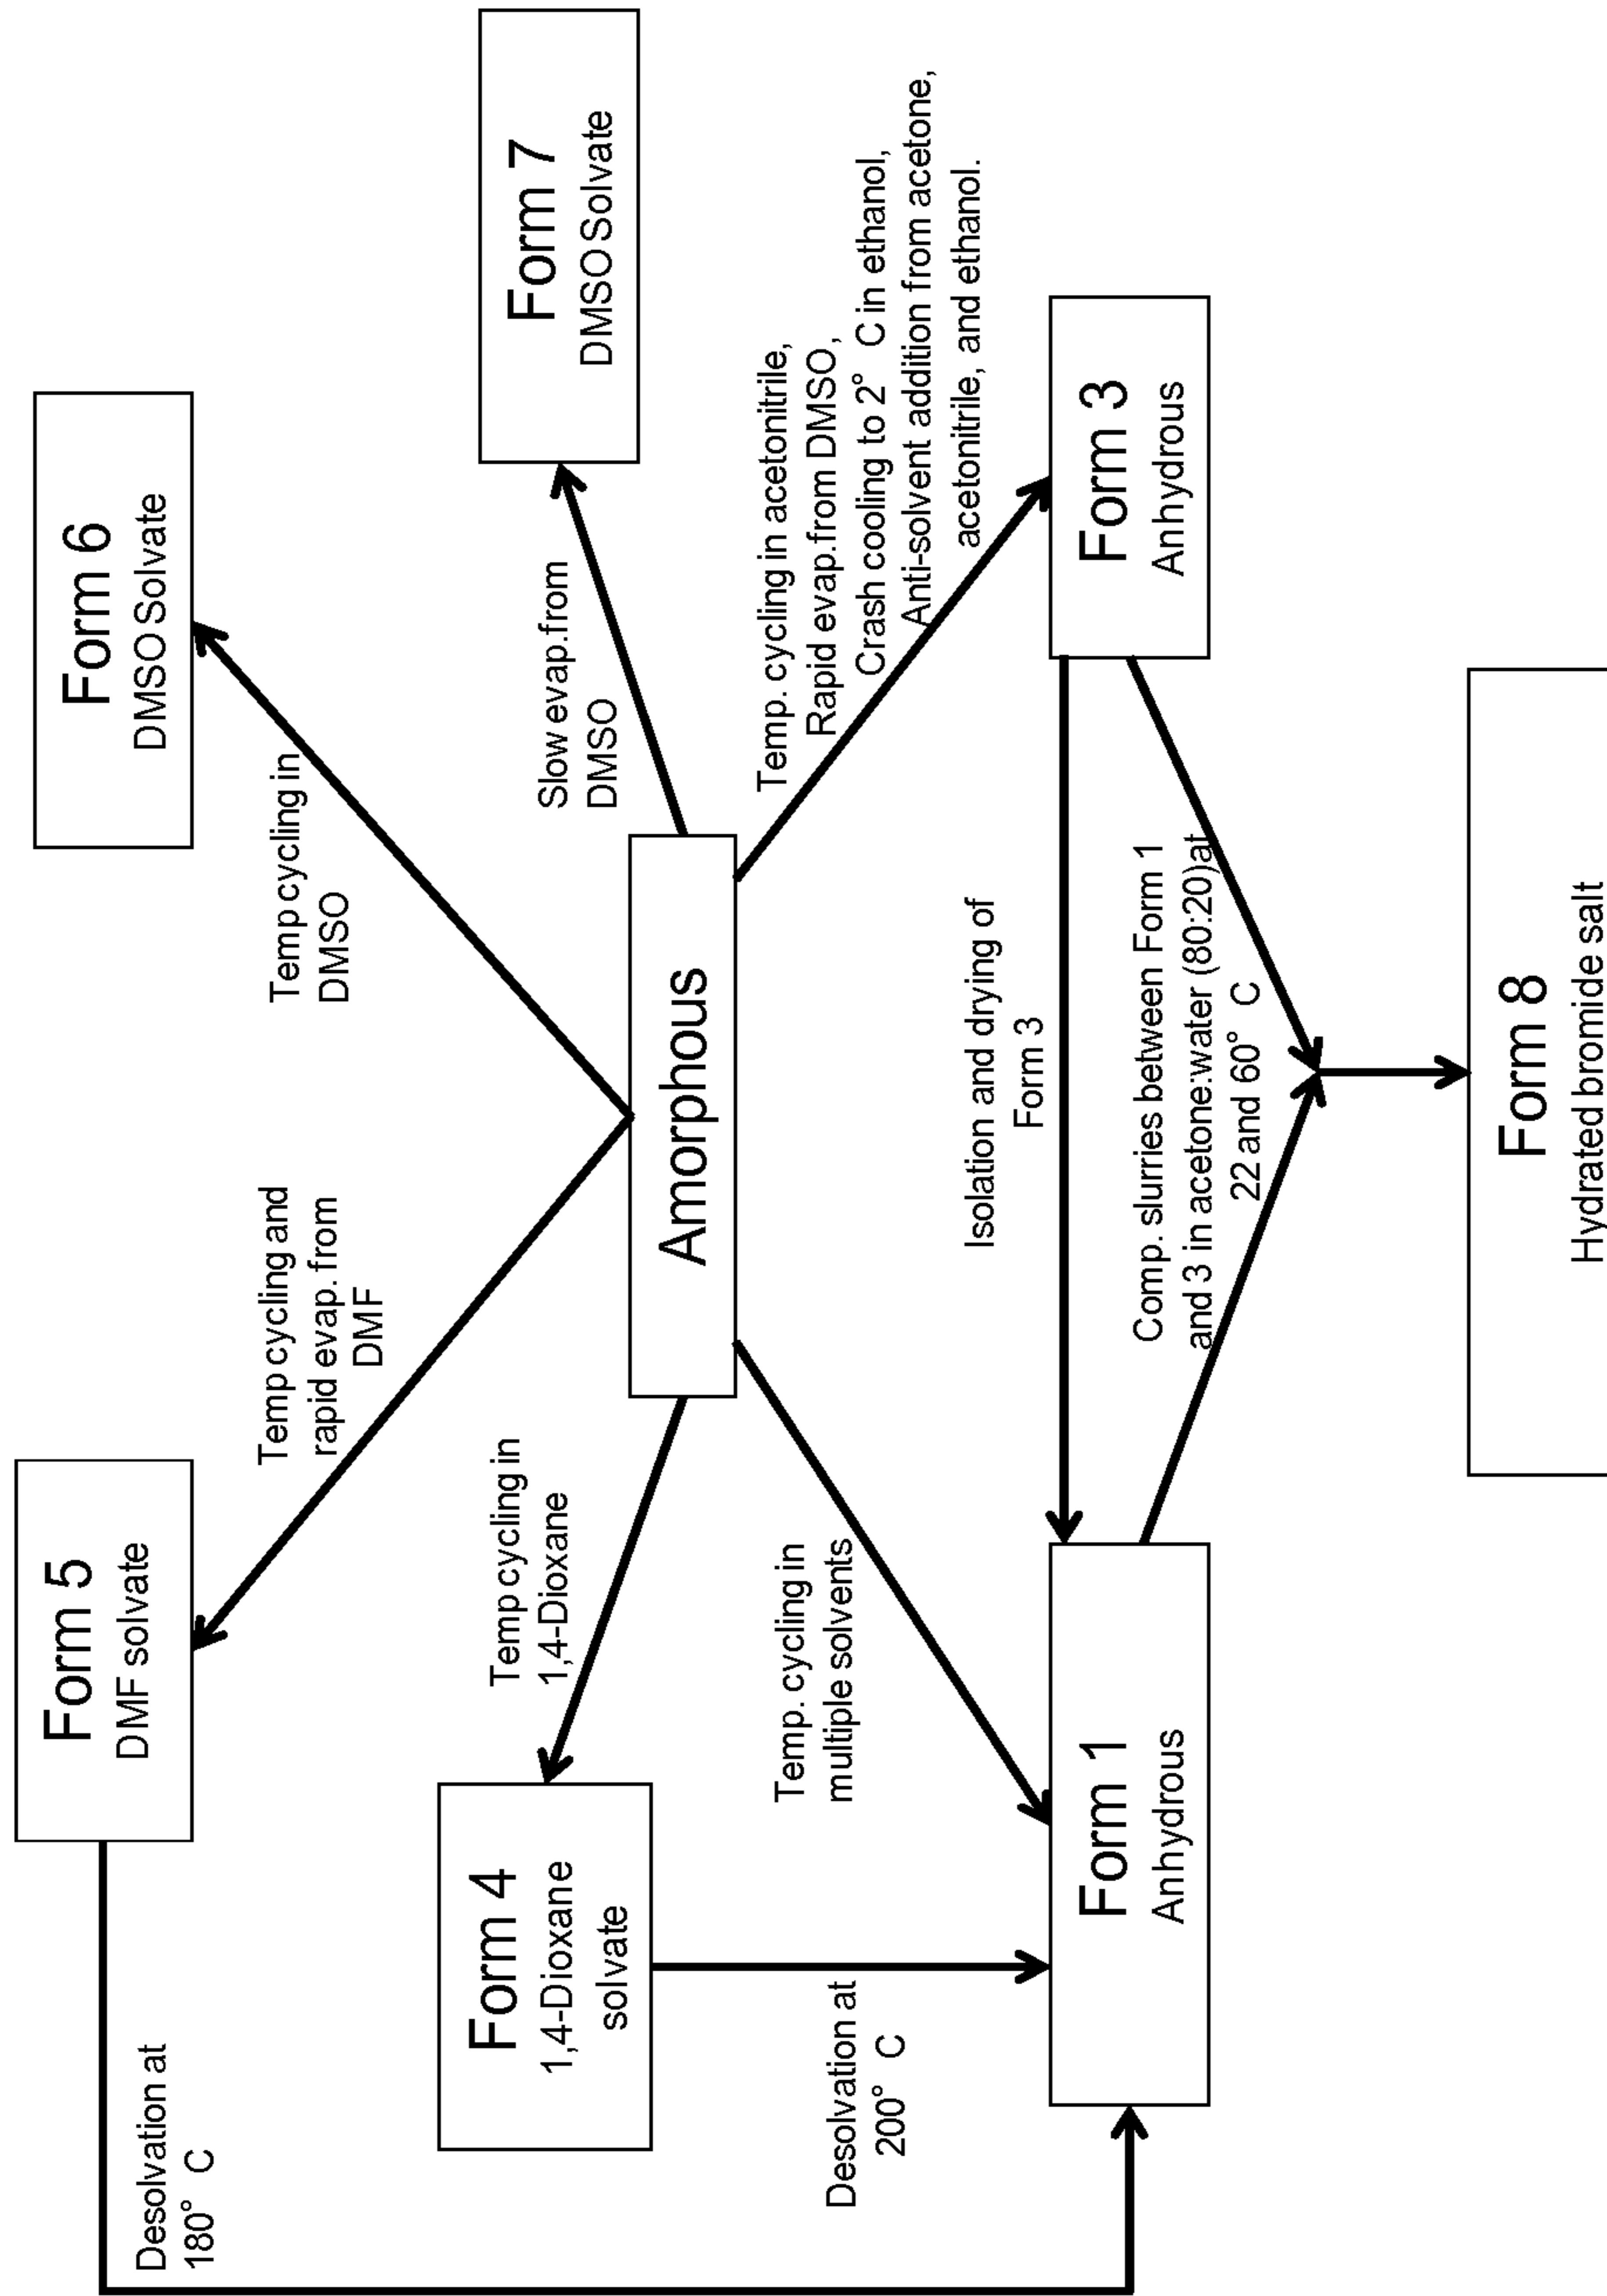 Form 5
DMF solvate
Form 6
DMSO Solvate
Desolvation at
180° C
Temp cycling and
rapid evap. from
DMF
Temp cycling in
DMSO
Form 4
1,4-Dioxane
solvate
Temp cycling in
1,4-Dioxane
Slow evap.from
DMSO
Form 7
DMSO Solvate
Amorphous
Temp. cycling in
multiple solvents
Temp. cycling in acetonitrile,
Rapid evap.from DMSO,
Crash cooling to 2° C in ethanol,
Anti-solvent addition from acetone,
acetonitrile, and ethanol.
Desolvation at
200° C
Isolation and drying of
Form 3
Form 1
Anhydrous
Form 3
Anhydrous
Comp. slurries between Form 1
and 3 in acetone:water (80:20)at
22 and 60° C
Form 8
Hydrated bromide salt